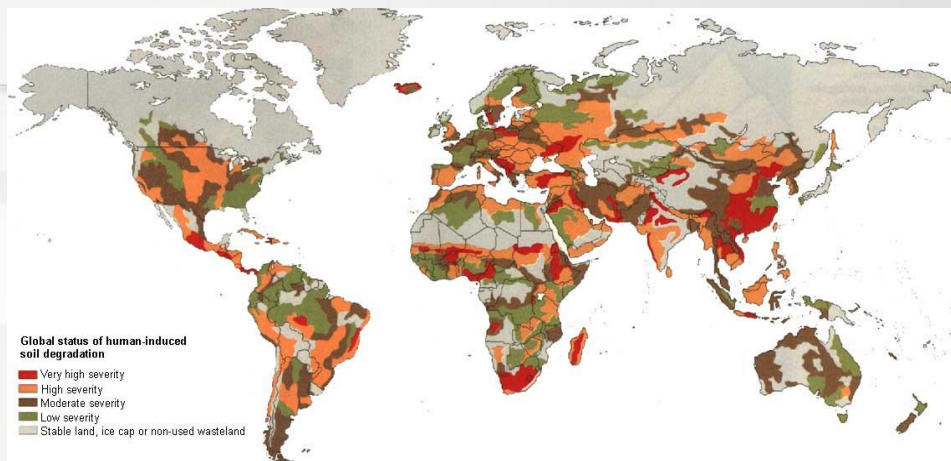 Global status of human-induced
soil degradation
Very high severity
High severity
Moderate severity
Low severity
Stable land, ice cap or non-used wasteland